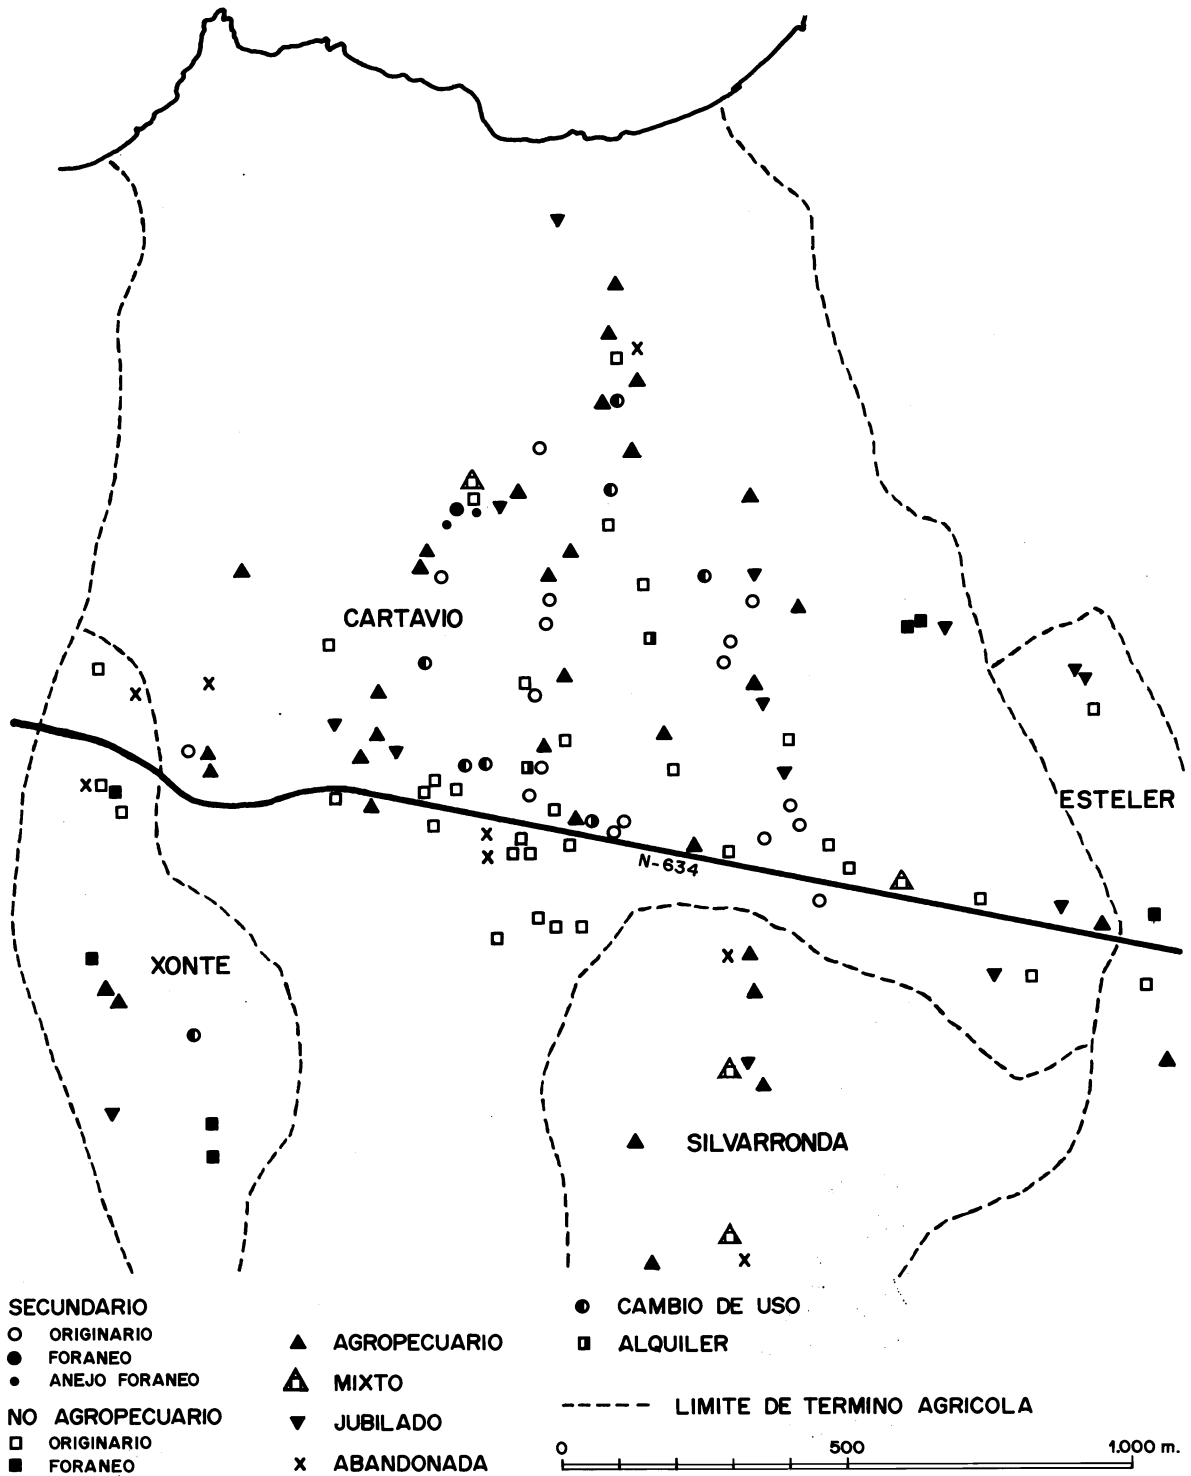 CARTAVIO
ESTELER
N-634
XONTE
SILVARRONDA
SECUNDARIO
ORIGINARIO
FORANEO
ANEJO FORANEO
NO AGROPECUARIO
ORIGINARIO
FORANEO
AGROPECUARIO
MIXTO
JUBILADO
ABANDONADA
CAMBIO DE USO
ALQUILER
LIMITE DE TERMINO AGRICOLA
0 500 1.000 m.